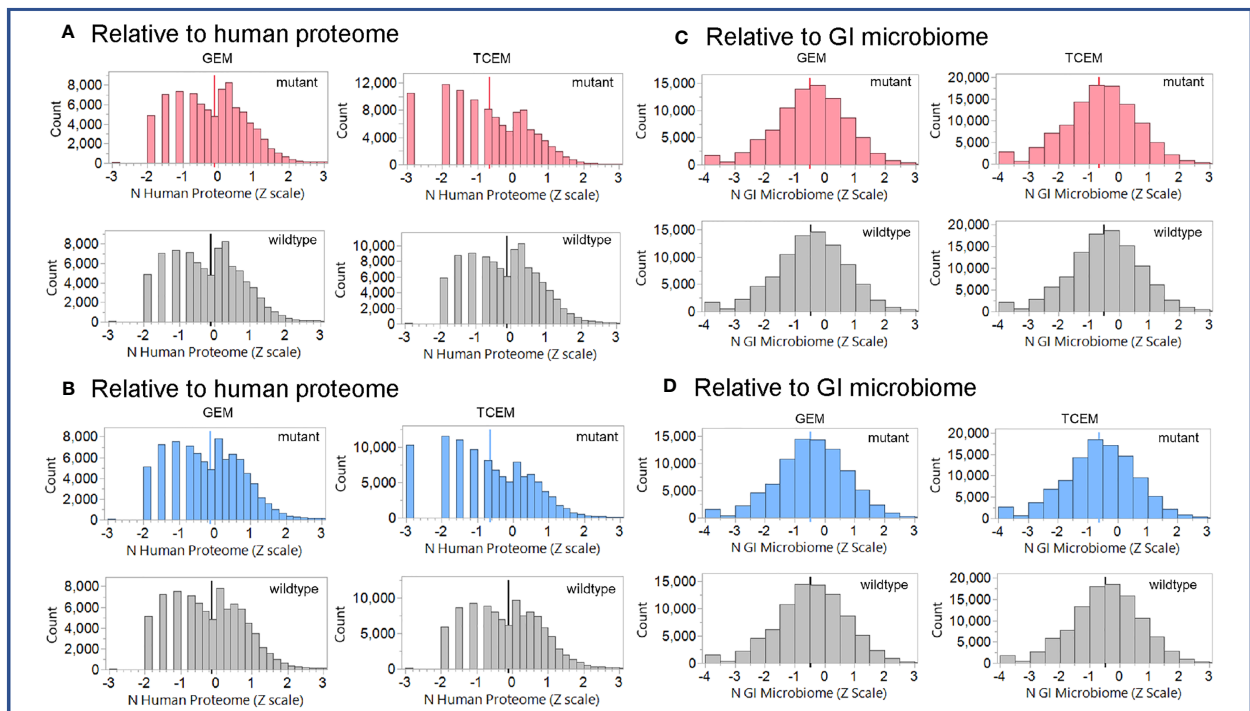 A Relative to human proteome
GEM
mutant
8,000
6,000
4,000
2,000
0
Count
-3 -2 -1 0 1 2 3
N Human Proteome (Z scale)
TCEM
mutant
12,000
8,000
4,000
0
Count
-3 -2 -1 0 1 2 3
N Human Proteome (Z scale)
wildtype
8,000
6,000
4,000
2,000
0
Count
-3 -2 -1 0 1 2 3
N Human Proteome (Z scale)
wildtype
10,000
8,000
6,000
4,000
2,000
0
Count
-3 -2 -1 0 1 2 3
N Human Proteome (Z scale)
B Relative to human proteome
GEM
mutant
8,000
6,000
4,000
2,000
0
Count
-3 -2 -1 0 1 2 3
N Human Proteome (Z scale)
TCEM
mutant
10,000
5,000
0
Count
-3 -2 -1 0 1 2 3
N Human Proteome (Z scale)
wildtype
8,000
6,000
4,000
2,000
0
Count
-3 -2 -1 0 1 2 3
N Human Proteome (Z scale)
wildtype
10,000
5,000
0
Count
-3 -2 -1 0 1 2 3
N Human Proteome (Z scale)
C Relative to GI microbiome
GEM
mutant
15,000
10,000
5,000
0
Count
-4 -3 -2 -1 0 1 2 3
N GI Microbiome (Z scale)
TCEM
mutant
20,000
15,000
10,000
5,000
0
Count
-4 -3 -2 -1 0 1 2 3
N GI Microbiome (Z scale)
wildtype
15,000
10,000
5,000
0
Count
-4 -3 -2 -1 0 1 2 3
N GI Microbiome (Z scale)
wildtype
20,000
15,000
10,000
5,000
0
Count
-4 -3 -2 -1 0 1 2 3
N GI Microbiome (Z scale)
D Relative to GI microbiome
GEM
mutant
15,000
10,000
5,000
0
Count
-4 -3 -2 -1 0 1 2 3
N GI Microbiome (Z scale)
TCEM
mutant
20,000
15,000
10,000
5,000
0
Count
-4 -3 -2 -1 0 1 2 3
N GI Microbiome (Z scale)
wildtype
15,000
10,000
5,000
0
Count
-4 -3 -2 -1 0 1 2 3
N GI Microbiome (Z scale)
wildtype
20,000
15,000
10,000
5,000
0
Count
-4 -3 -2 -1 0 1 2 3
N GI Microbiome (Z scale)